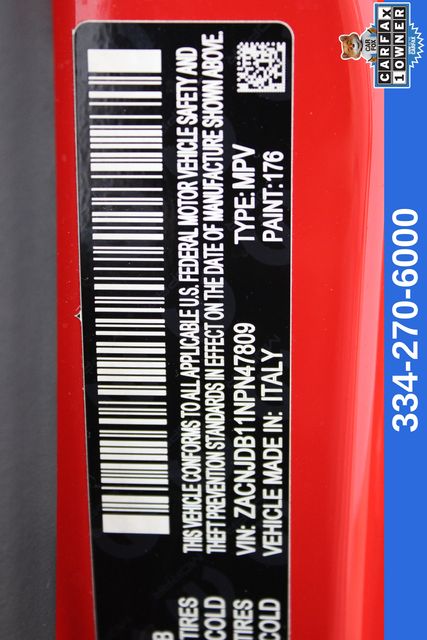 THIS VEHICLE CONFORMS TO ALL APPLICABLE U.S. FEDERAL MOTOR VEHICLE SAFETY AND
THEFT PREVENTION STANDARDS IN EFFECT ON THE DATE OF MANUFACTURE SHOWN ABOVE.
VIN: ZACNJDB11NPN47809 TYPE: MPV
VEHICLE MADE IN: ITALY PAINT: 176
B
TIRES
COLD
TIRES
COLD
CAR
FOX
CARFAX
1 OWNER
334-270-6000